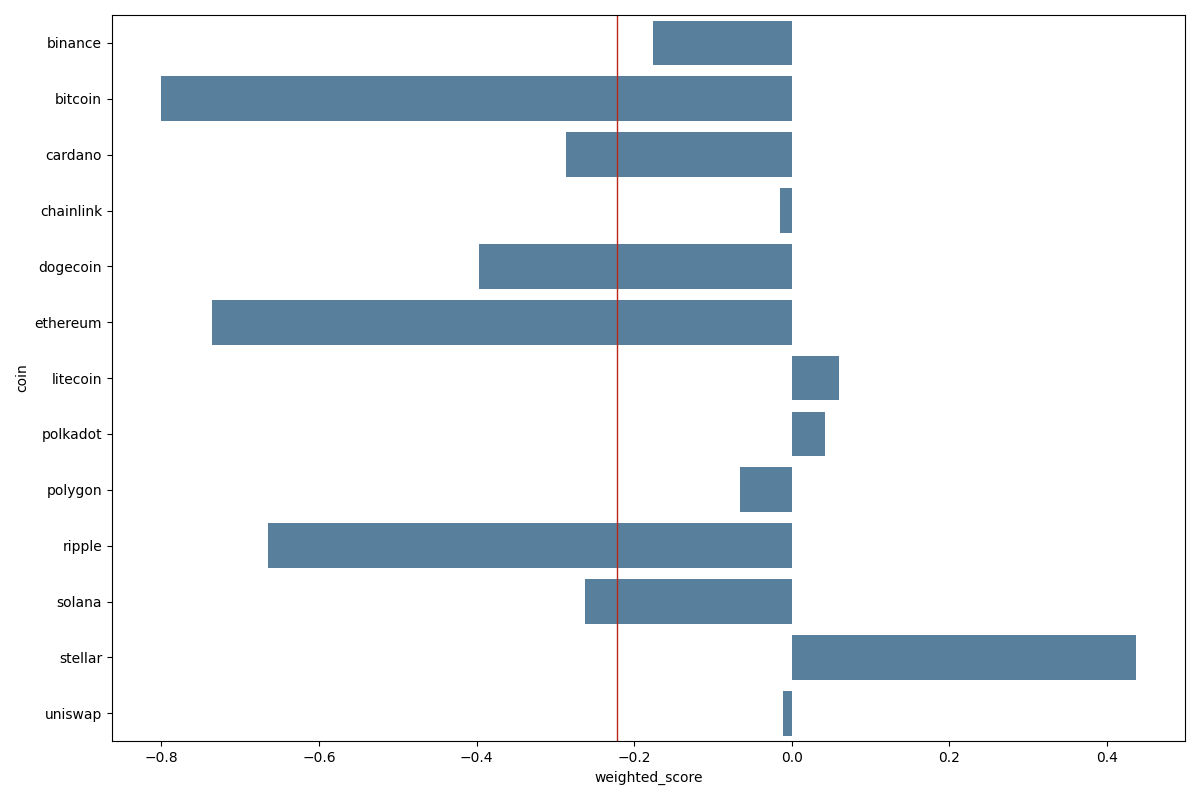 binance
bitcoin
cardano
chainlink
dogecoin
ethereum
litecoin
polkadot
polygon
ripple
solana
stellar
uniswap
coin
−0.8 −0.6 −0.4 −0.2 0.0 0.2 0.4
weighted_score